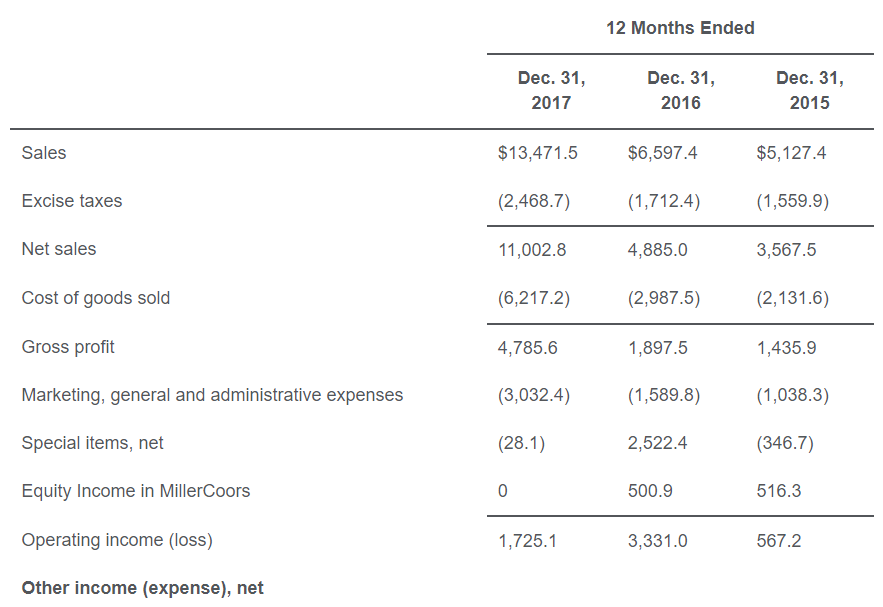 12 Months Ended
Dec. 31, Dec. 31, Dec. 31,
2017 2016 2015
Sales $13,471.5 $6,597.4 $5,127.4
Excise taxes (2,468.7) (1,712.4) (1,559.9)
Net sales 11,002.8 4,885.0 3,567.5
Cost of goods sold (6,217.2) (2,987.5) (2,131.6)
Gross profit 4,785.6 1,897.5 1,435.9
Marketing, general and administrative expenses (3,032.4) (1,589.8) (1,038.3)
Special items, net (28.1) 2,522.4 (346.7)
Equity Income in MillerCoors 0 500.9 516.3
Operating income (loss) 1,725.1 3,331.0 567.2
Other income (expense), net